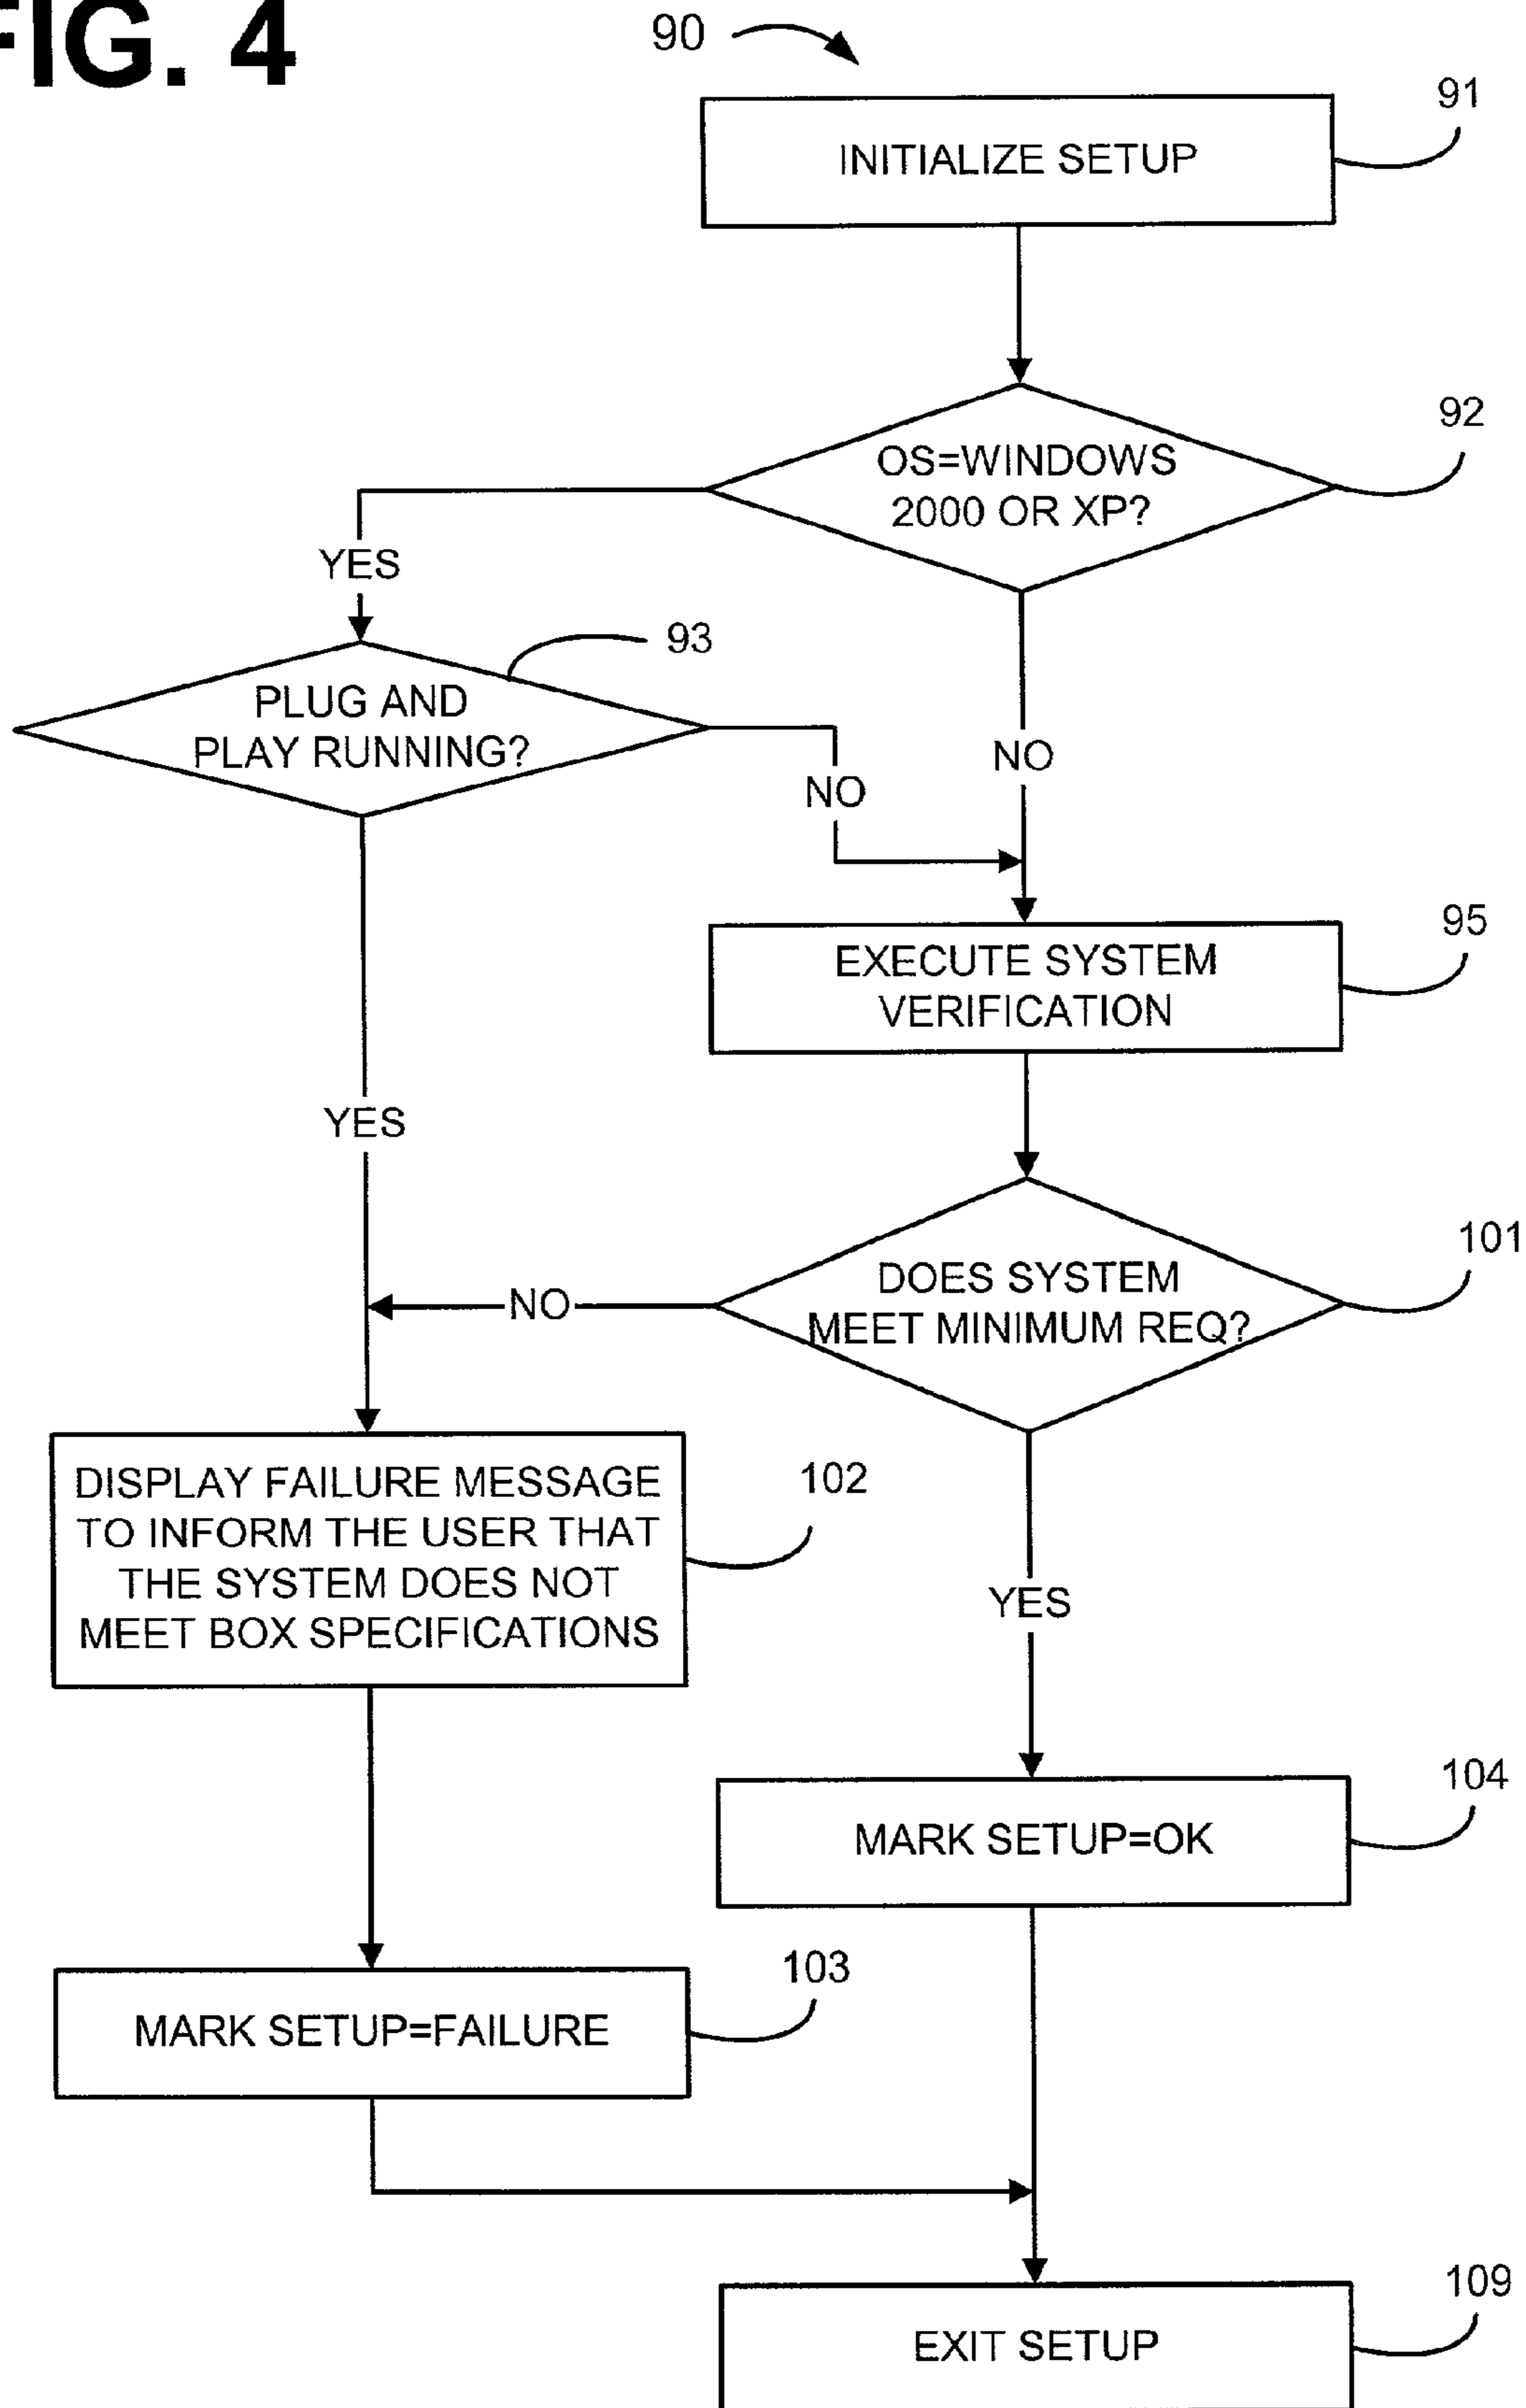 FIG. 4
90
91
INITIALIZE SETUP
92
OS=WINDOWS
2000 OR XP?
YES
93
PLUG AND
PLAY RUNNING?
NO
NO
95
EXECUTE SYSTEM
VERIFICATION
YES
101
DOES SYSTEM
MEET MINIMUM REQ?
NO
102
DISPLAY FAILURE MESSAGE
TO INFORM THE USER THAT
THE SYSTEM DOES NOT
MEET BOX SPECIFICATIONS
YES
104
MARK SETUP=OK
103
MARK SETUP=FAILURE
109
EXIT SETUP